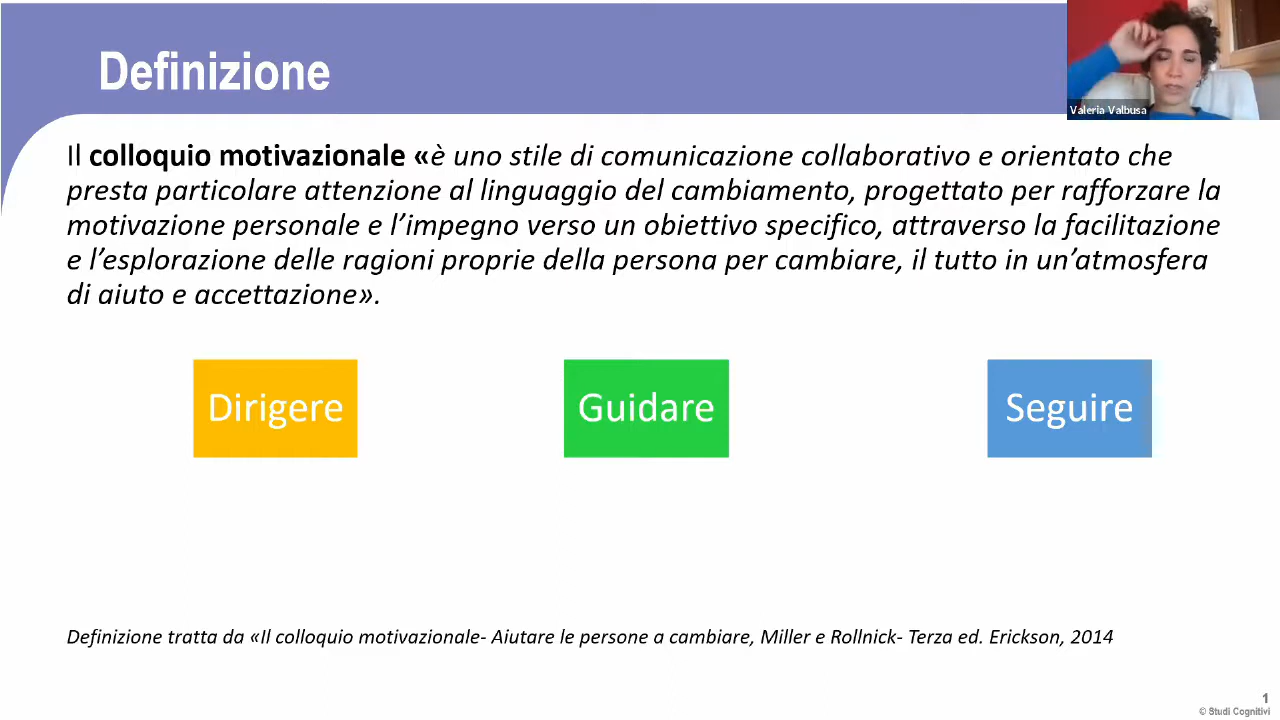 Definizione
Valeria Valbusa
Il colloquio motivazionale «è uno stile di comunicazione collaborativo e orientato che
presta particolare attenzione al linguaggio del cambiamento, progettato per rafforzare la
motivazione personale e l’impegno verso un obiettivo specifico, attraverso la facilitazione
e l’esplorazione delle ragioni proprie della persona per cambiare, il tutto in un’atmosfera
di aiuto e accettazione».
Dirigere
Guidare
Seguire
Definizione tratta da «Il colloquio motivazionale- Aiutare le persone a cambiare, Miller e Rollnick- Terza ed. Erickson, 2014
1
© Studi Cognitivi